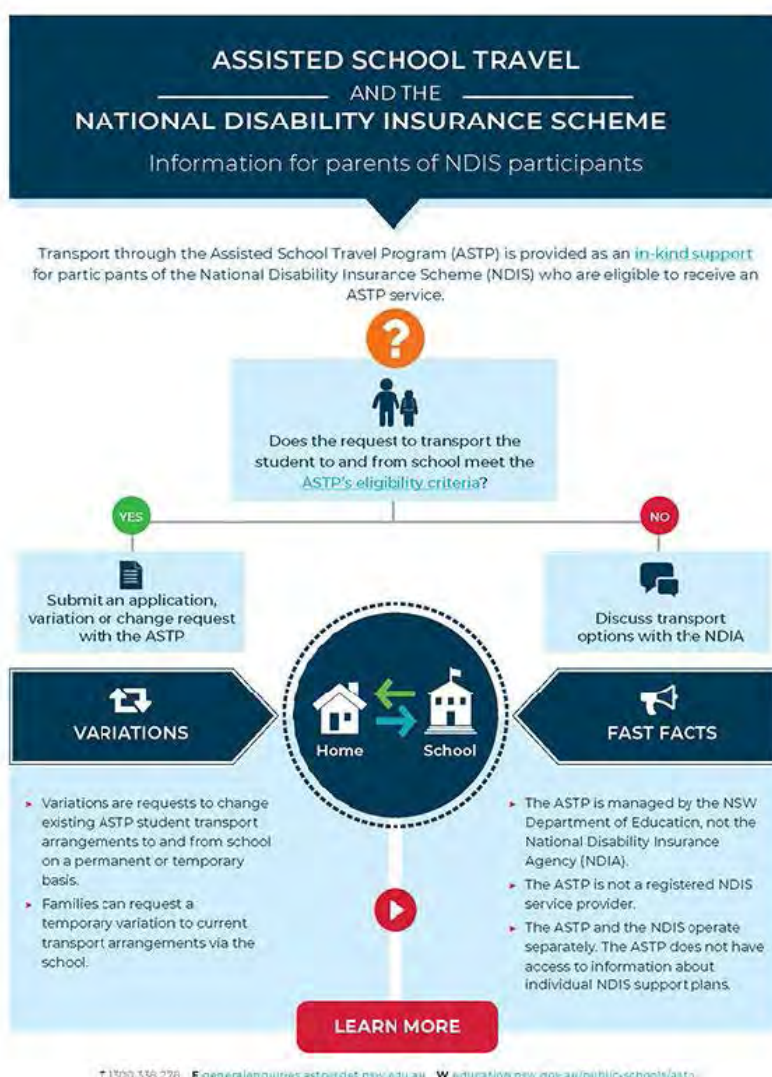 ASSISTED SCHOOL TRAVEL
AND THE
NATIONAL DISABILITY INSURANCE SCHEME
Information for parents of NDIS participants
Transport through the Assisted School Travel Program (ASTP) is provided as an in-kind support
for partic pants of the National Disability Insurance Scheme (NDIS) who are eligible to receive an
ASTP service.
?
Does the request to transport the
student to and from school meet the
ASTP's eligibility criteria?
YES
NO
Submit an application,
variation or change request
with the ASTP
Discuss transport
options with the NDIA
VARIATIONS
Home
School
FAST FACTS
Variations are requests to change
existing ASTP student transport
arrangements to and from school
on a permanent or temporary
basis.
Families can request a
temporary variation to current
transport arrangements via the
school.
The ASTP is managed by the NSW
Department of Education, not the
National Disability Insurance
Agency (NDIA).
The ASTP is not a registered NDIS
service provider.
The ASTP and the NDIS operate
separately. The ASTP does not have
access to information about
individual NDIS support plans.
LEARN MORE
T 1300 338 278 E W